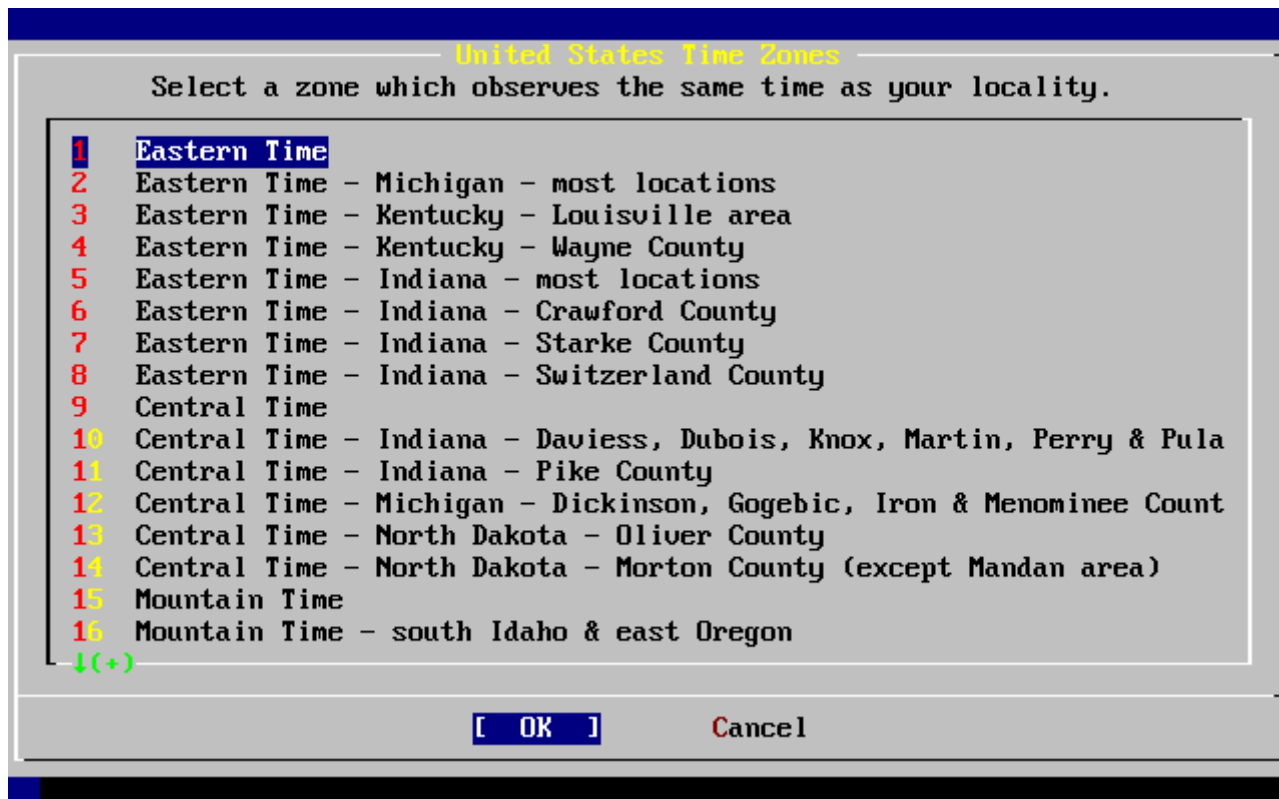 United States Time Zones
Select a zone which observes the same time as your locality.
1 Eastern Time
2 Eastern Time - Michigan - most locations
3 Eastern Time - Kentucky - Louisville area
4 Eastern Time - Kentucky - Wayne County
5 Eastern Time - Indiana - most locations
6 Eastern Time - Indiana - Crawford County
7 Eastern Time - Indiana - Starke County
8 Eastern Time - Indiana - Switzerland County
9 Central Time
10 Central Time - Indiana - Daviess, Dubois, Knox, Martin, Perry & Pula
11 Central Time - Indiana - Pike County
12 Central Time - Michigan - Dickinson, Gogebic, Iron & Menominee Count
13 Central Time - North Dakota - Oliver County
14 Central Time - North Dakota - Morton County (except Mandan area)
15 Mountain Time
16 Mountain Time - south Idaho & east Oregon
↓(+)
[ OK ] Cancel